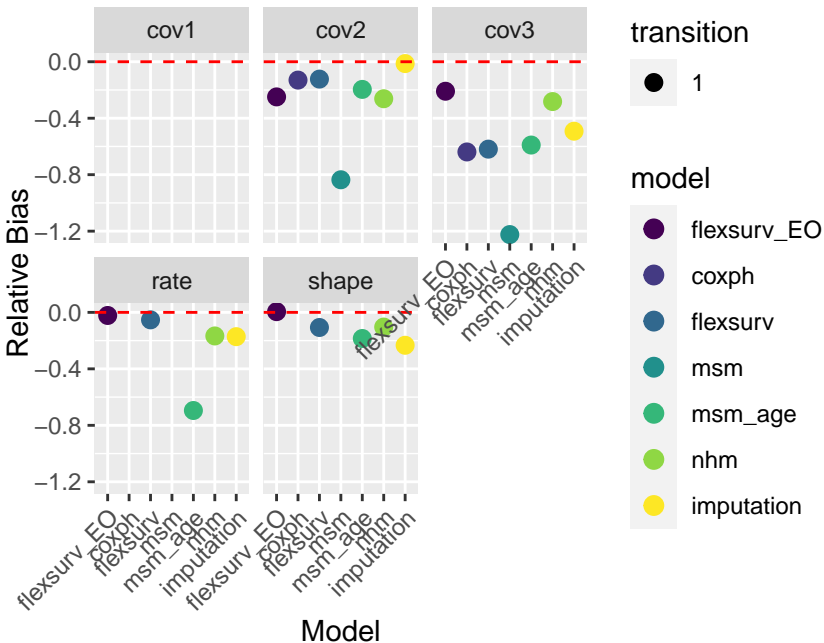 cov1
cov2
cov3
0.0
−0.4
−0.8
−1.2
rate
shape
0.0
−0.4
−0.8
−1.2
Relative Bias
flexsurv_EO
coxph
flexsurv
msm
msm_age
nhm
imputation
flexsurv_EO
coxph
flexsurv
msm
msm_age
nhm
imputation
flexsurv_EO
coxph
flexsurv
msm
msm_age
nhm
imputation
Model
transition
1
model
flexsurv_EO
coxph
flexsurv
msm
msm_age
nhm
imputation